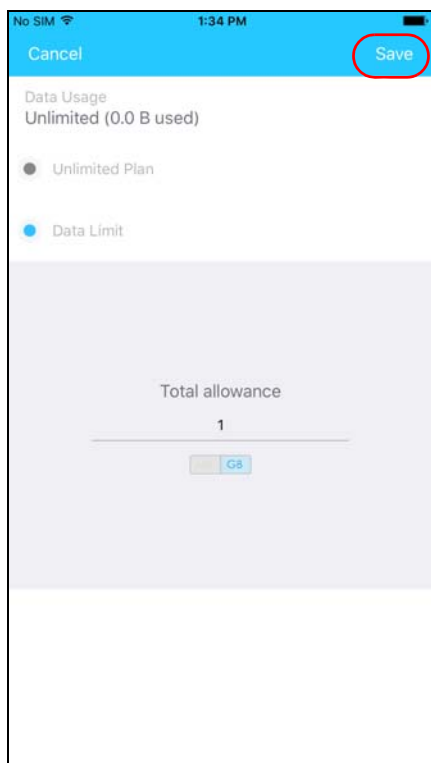 No SIM 1:34 PM
Cancel Save
Data Usage
Unlimited (0.0 B used)
Unlimited Plan
Data Limit
Total allowance
1
GB